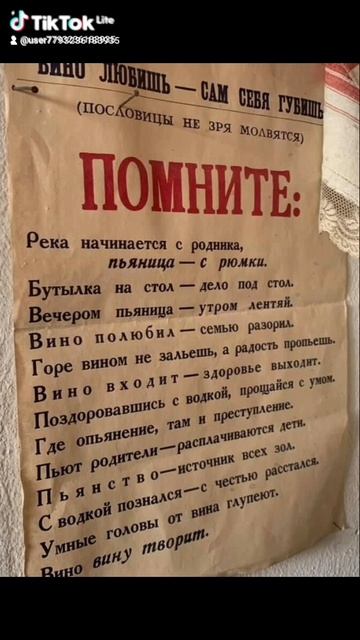 TikTok Lite
ВИНО ЛЮБИШЬ — САМ СЕБЯ ГУБИШЬ
(ПОСЛОВИЦЫ НЕ ЗРЯ МОЛВЯТСЯ)
ПОМНИТЕ:
Река начинается с родника,
пьяница — с рюмки.
Бутылка на стол — дело под стол.
Вечером пьяница — утром лентяй.
Вино полюбил — семью разорил.
Горе вином не зальешь, а радость пропьешь.
Вино входит — здоровье выходит.
Поздоровавшись с водкой, прощайся с умом.
Где опьянение, там и преступление.
Пьют родители — расплачиваются дети.
Пьянство — источник всех зол.
С водкой познался — с честью расстался.
Умные головы от вина глупеют.
Вино вину творит.